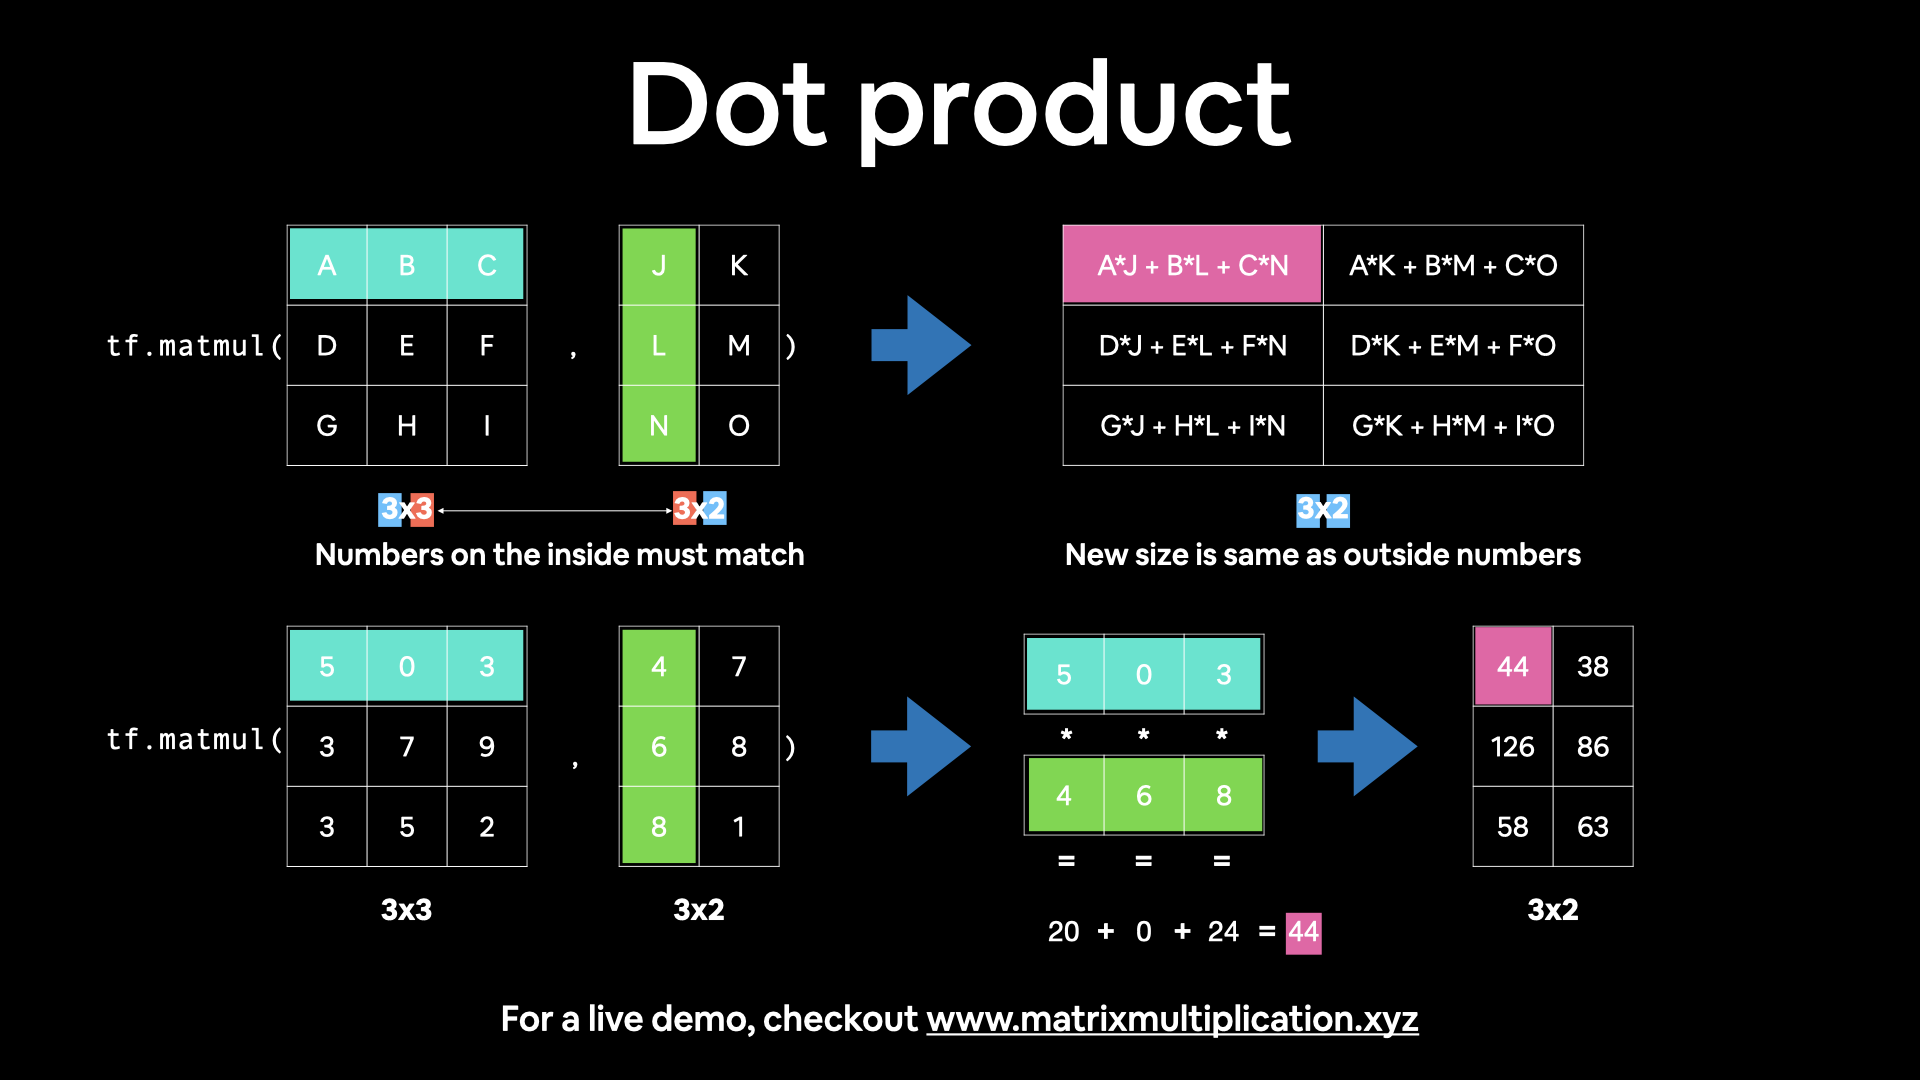 Dot product
A B C
J K
A*J + B*L + C*N A*K + B*M + C*O
tf.matmul( D E F , L M )
D*J + E*L + F*N D*K + E*M + F*O
G H I
N O
G*J + H*L + I*N G*K + H*M + I*O
3x3 3x2
3x2
Numbers on the inside must match
New size is same as outside numbers
5 0 3
4 7
5 0 3
44 38
* * *
tf.matmul( 3 7 9 , 6 8 )
126 86
4 6 8
3 5 2
8 1
58 63
= = =
3x3
3x2
3x2
20 + 0 + 24 = 44
For a live demo, checkout www.matrixmultiplication.xyz